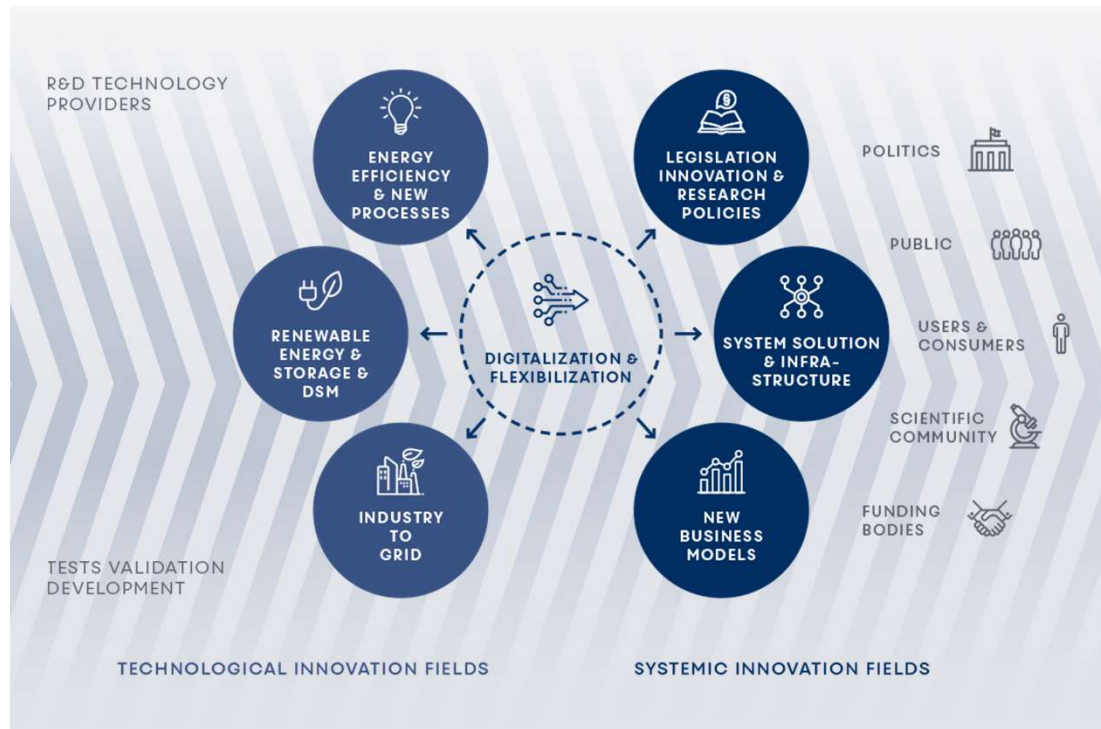 R&D TECHNOLOGY
PROVIDERS
ENERGY
EFFICIENCY
& NEW
PROCESSES
LEGISLATION
INNOVATION &
RESEARCH
POLICIES
POLITICS
PUBLIC
RENEWABLE
ENERGY &
STORAGE &
DSM
DIGITALIZATION &
FLEXIBILIZATION
SYSTEM SOLUTION
& INFRA-
STRUCTURE
USERS &
CONSUMERS
SCIENTIFIC
COMMUNITY
INDUSTRY
TO
GRID
NEW
BUSINESS
MODELS
FUNDING
BODIES
TESTS VALIDATION
DEVELOPMENT
TECHNOLOGICAL INNOVATION FIELDS
SYSTEMIC INNOVATION FIELDS